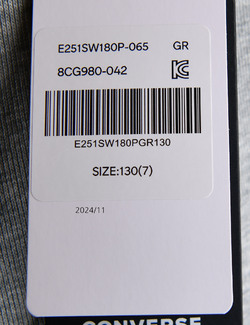 E251SW180P-065 GR
8CG980-042
E251SW180PGR130
SIZE:130(7)
2024/11
CONVERSE